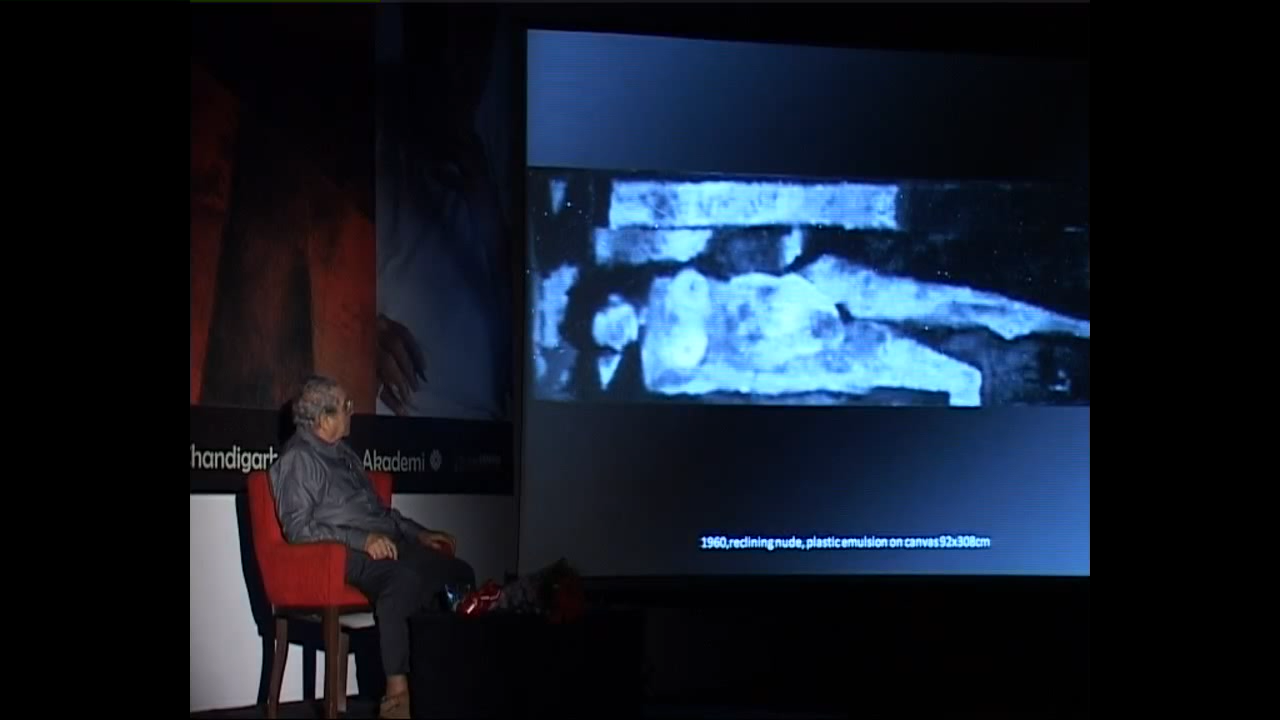 handigarh Akademi
1960,reclining nude, plastic emulsion on canvas 92x308cm